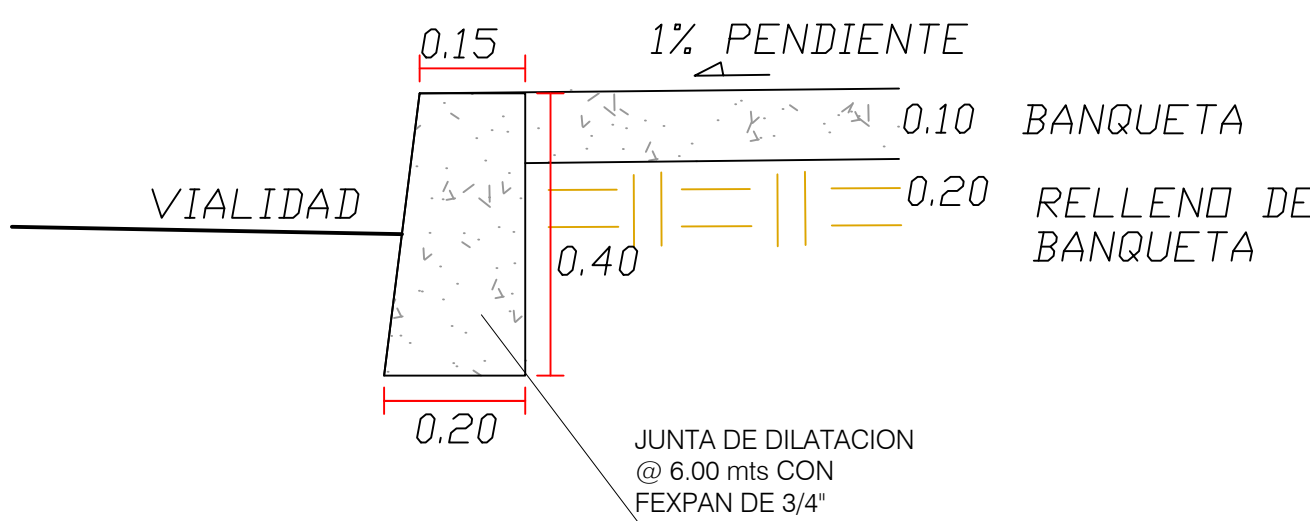 0.15
1% PENDIENTE
0.10 BANQUETA
VIALIDAD
0.20 RELLENO DE
BANQUETA
0.40
0.20
JUNTA DE DILATACION
@ 6.00 mts CON
FEXPAN DE 3/4"